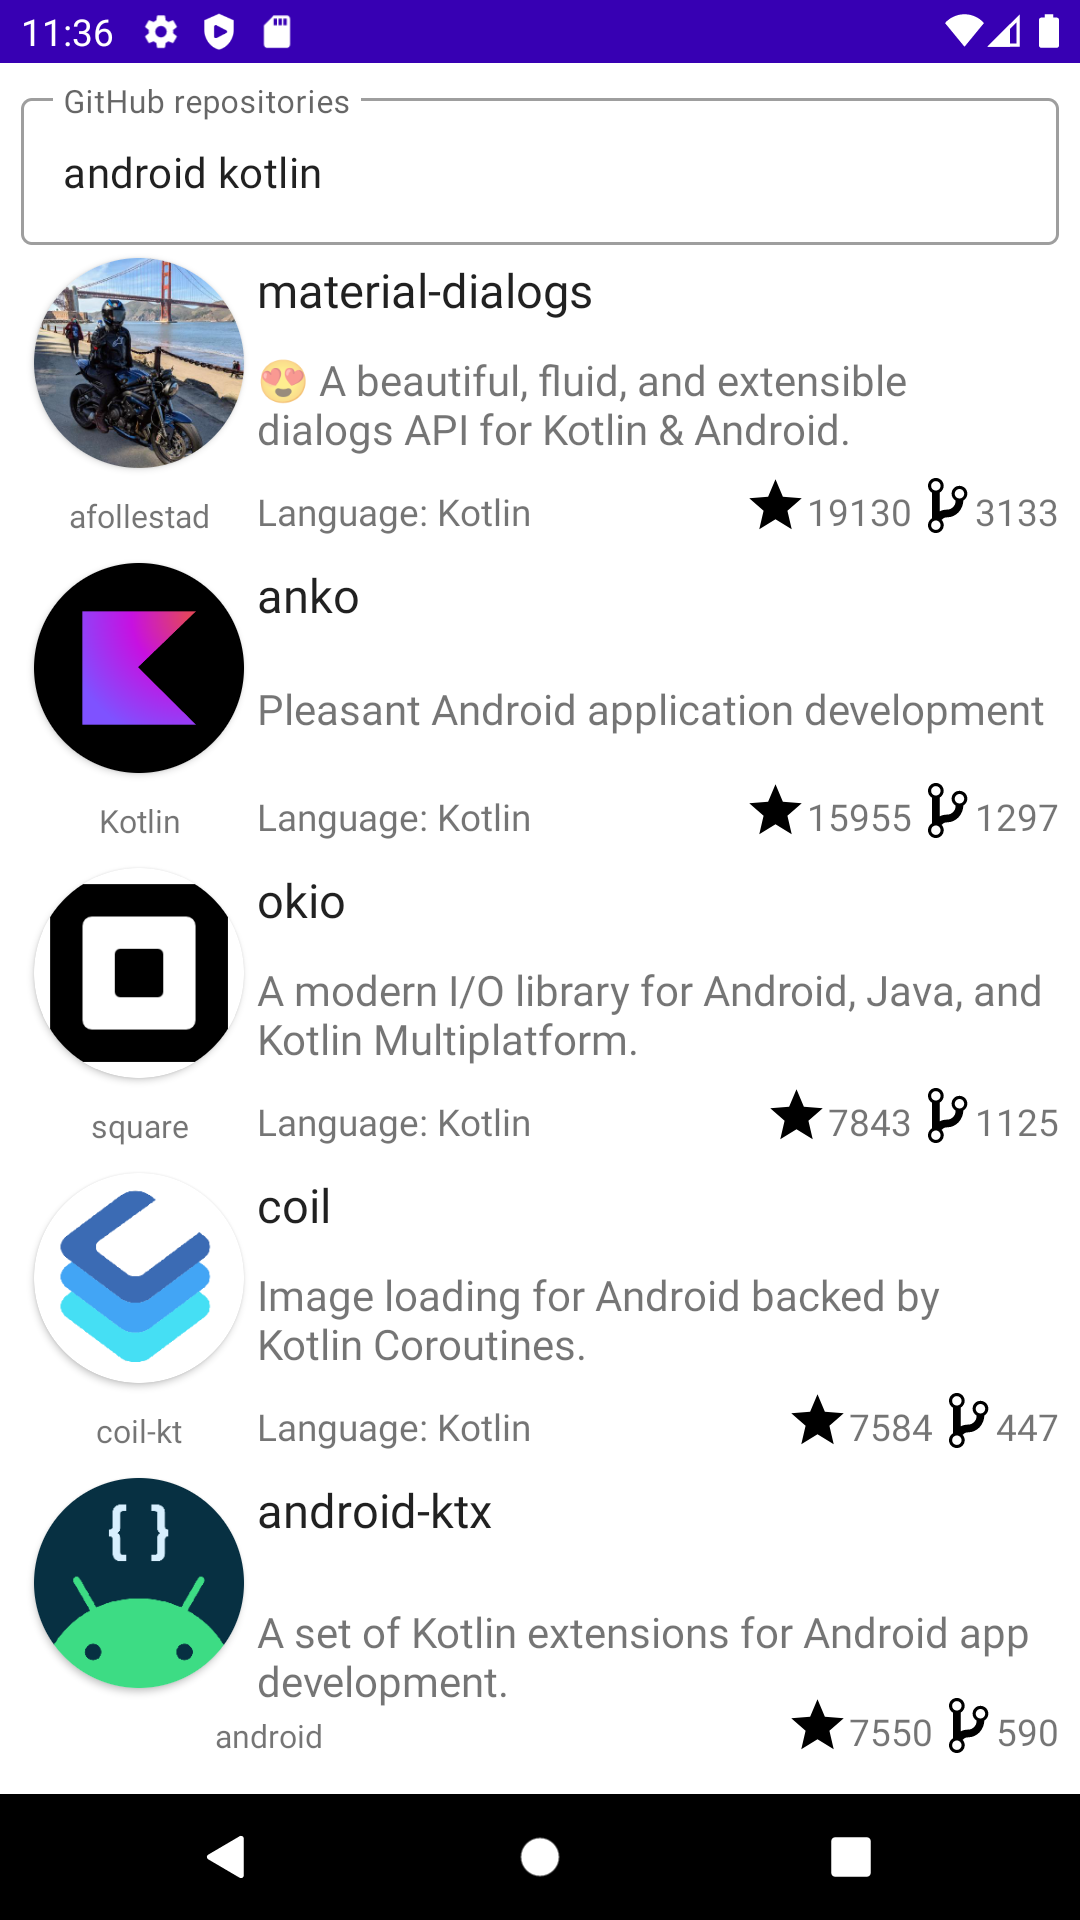 11:36
GitHub repositories
android kotlin
material-dialogs
😍 A beautiful, fluid, and extensible
dialogs API for Kotlin & Android.
afollestad
Language: Kotlin
19130
3133
anko
Pleasant Android application development
Kotlin
Language: Kotlin
15955
1297
okio
A modern I/O library for Android, Java, and
Kotlin Multiplatform.
square
Language: Kotlin
7843
1125
coil
Image loading for Android backed by
Kotlin Coroutines.
coil-kt
Language: Kotlin
7584
447
android-ktx
{ }
A set of Kotlin extensions for Android app
development.
android
7550
590